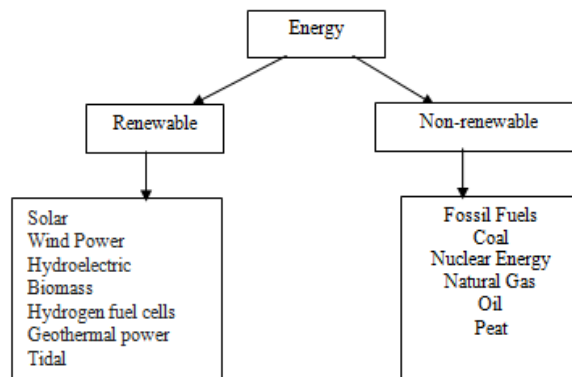 Energy
Renewable
Non-renewable
Solar
Wind Power
Hydroelectric
Biomass
Hydrogen fuel cells
Geothermal power
Tidal
Fossil Fuels
Coal
Nuclear Energy
Natural Gas
Oil
Peat